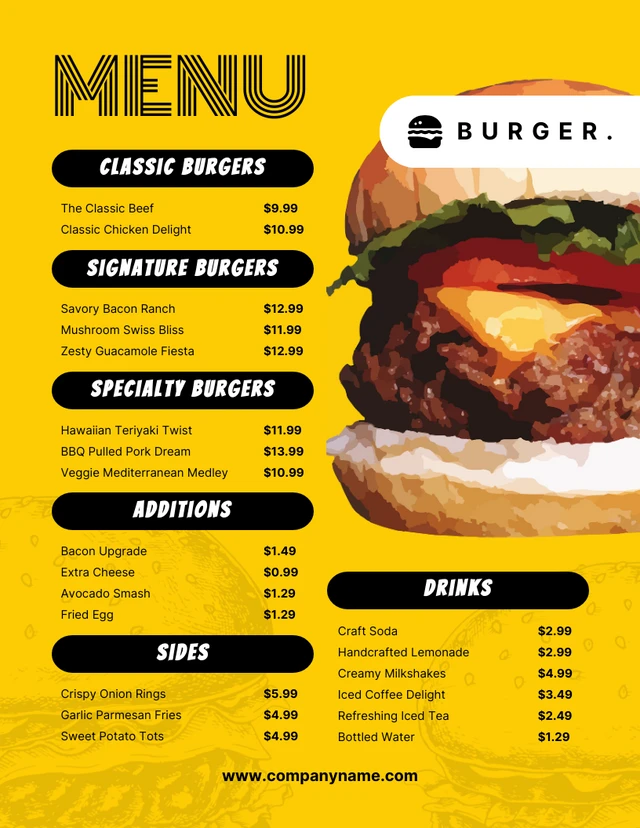 MENU
BURGER.
CLASSIC BURGERS
The Classic Beef $9.99
Classic Chicken Delight $10.99
SIGNATURE BURGERS
Savory Bacon Ranch $12.99
Mushroom Swiss Bliss $11.99
Zesty Guacamole Fiesta $12.99
SPECIALTY BURGERS
Hawaiian Teriyaki Twist $11.99
BBQ Pulled Pork Dream $13.99
Veggie Mediterranean Medley $10.99
ADDITIONS
Bacon Upgrade $1.49
Extra Cheese $0.99
Avocado Smash $1.29
Fried Egg $1.29
SIDES
Crispy Onion Rings $5.99
Garlic Parmesan Fries $4.99
Sweet Potato Tots $4.99
DRINKS
Craft Soda $2.99
Handcrafted Lemonade $2.99
Creamy Milkshakes $4.99
Iced Coffee Delight $3.49
Refreshing Iced Tea $2.49
Bottled Water $1.29
www.companyname.com